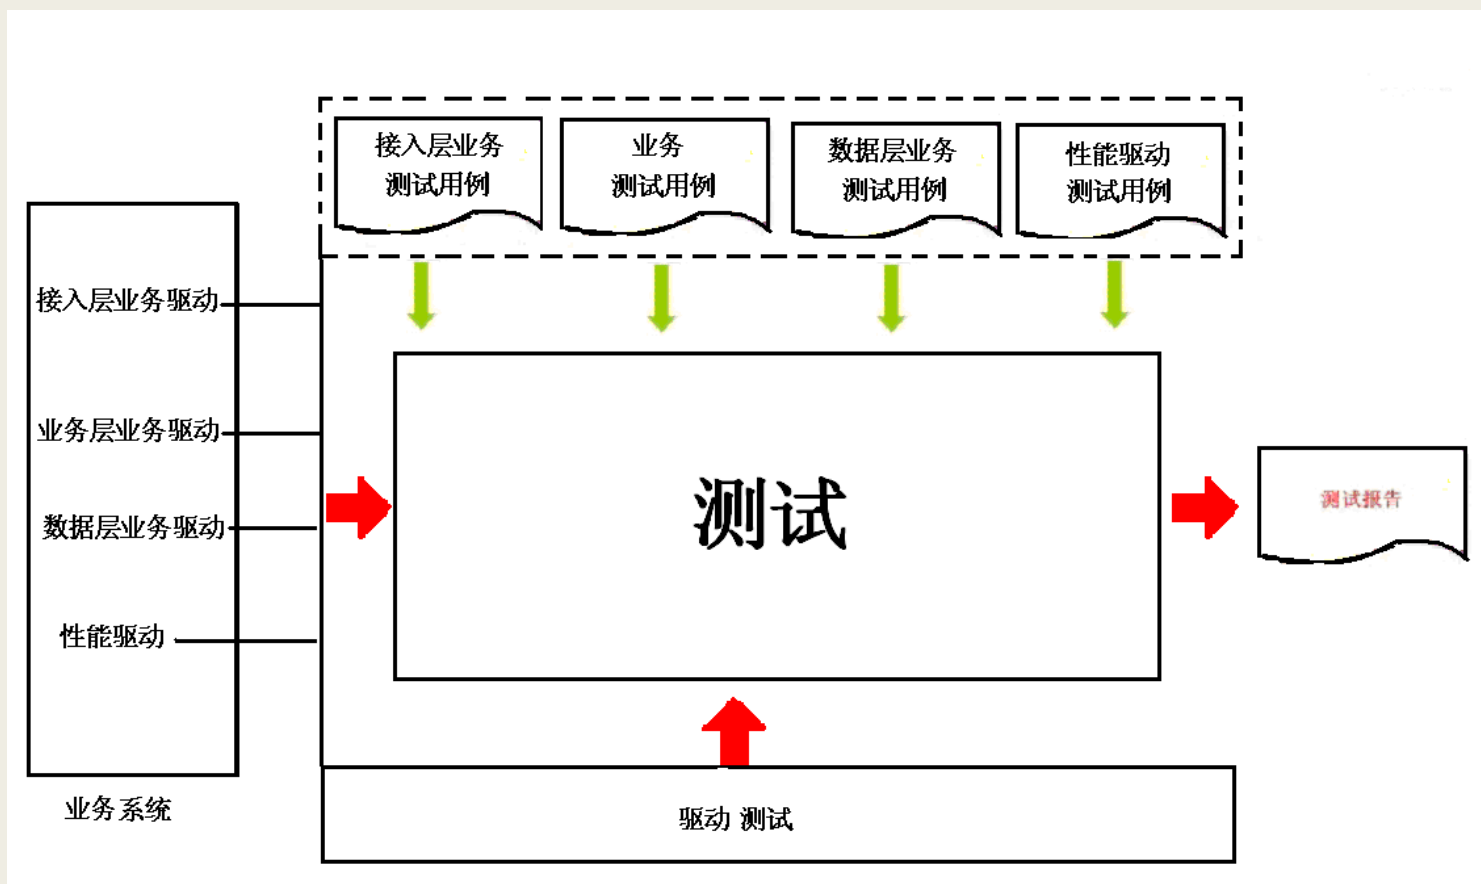 接入层业务
测试用例
业务
测试用例
数据层业务
测试用例
性能驱动
测试用例
接入层业务驱动
业务层业务驱动
数据层业务驱动
性能驱动
业务系统
测试
测试报告
驱动 测试